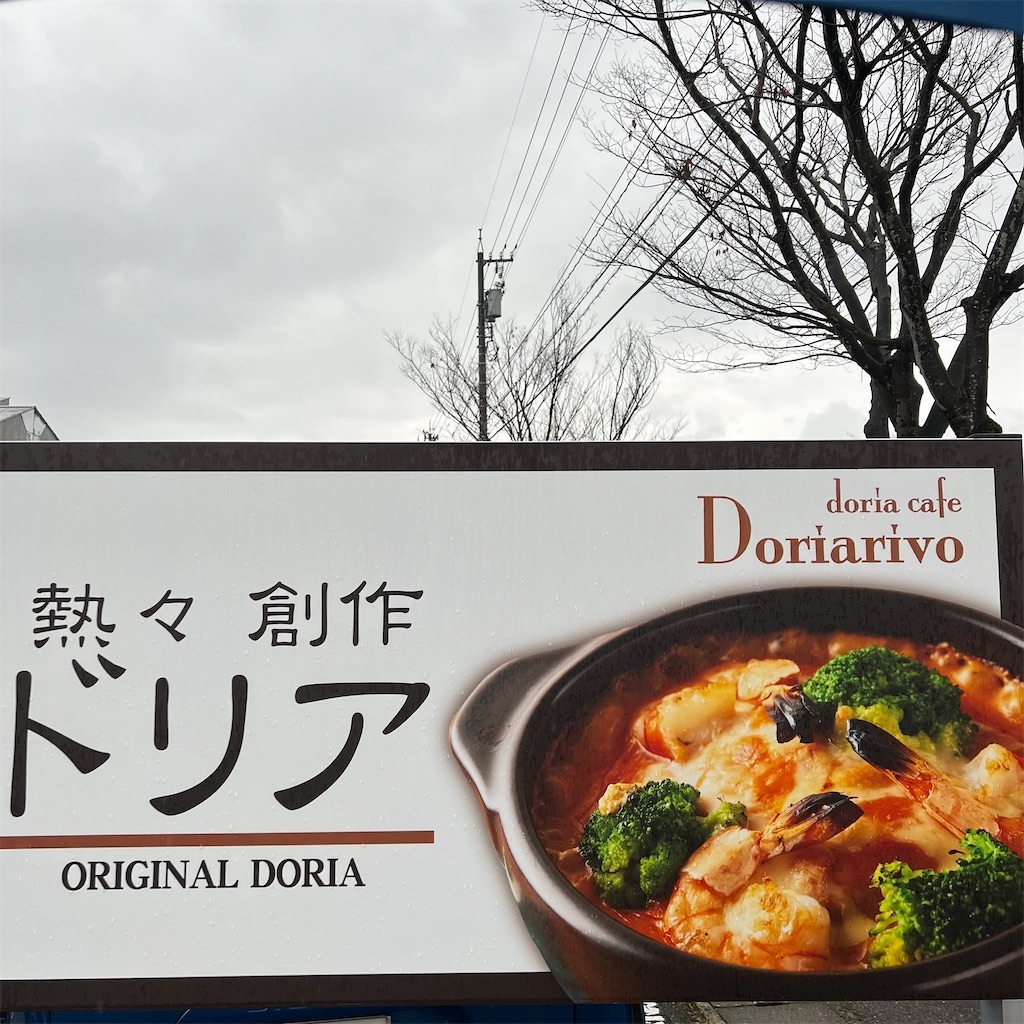 doria cafe
Doriarivo
熱々 創作
ドリア
ORIGINAL DORIA